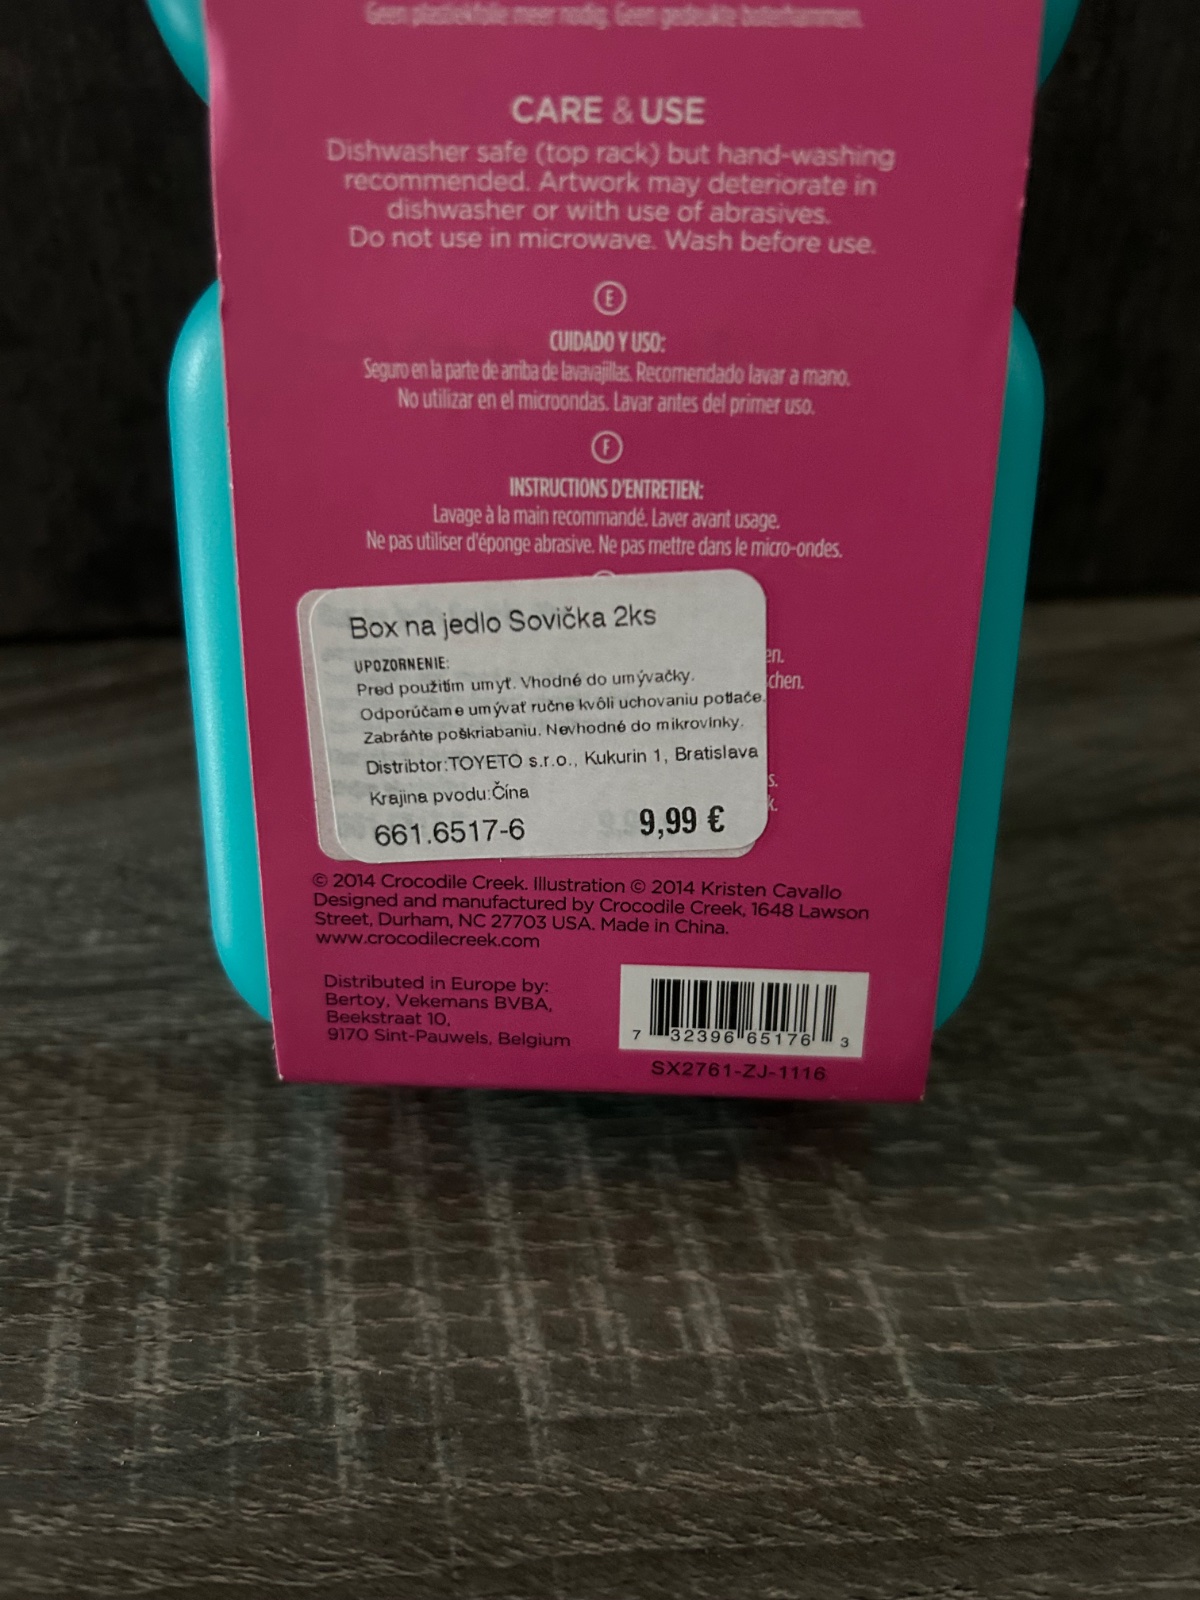 Geen plastiekfolie meer nodig. Geen gedeukte boterhammen.
CARE & USE
Dishwasher safe (top rack) but hand-washing
recommended. Artwork may deteriorate in
dishwasher or with use of abrasives.
Do not use in microwave. Wash before use.
E
CUIDADO Y USO:
Seguro en la parte de arriba de lavavajillas. Recomendado lavar a mano.
No utilizar en el microondas. Lavar antes del primer uso.
F
INSTRUCTIONS D'ENTRETIEN:
Lavage à la main recommandé. Laver avant usage.
Ne pas utiliser d'éponge abrasive. Ne pas mettre dans le micro-ondes.
en.
chen.
s.
k.
Box na jedlo Sovička 2ks
UPOZORNENIE:
Pred použitím umyť. Vhodné do umývačky.
Odporúčame umývať ručne kvôli uchovaniu potlače.
Zabráňte poškriabaniu. Nevhodné do mikrovlnky.
Distribtor:TOYETO s.r.o., Kukurin 1, Bratislava
Krajina pvodu:Čína
661.6517-6 9,99 €
© 2014 Crocodile Creek. Illustration © 2014 Kristen Cavallo
Designed and manufactured by Crocodile Creek, 1648 Lawson
Street, Durham, NC 27703 USA. Made in China.
www.crocodilecreek.com
Distributed in Europe by:
Bertoy, Vekemans BVBA,
Beekstraat 10,
9170 Sint-Pauwels, Belgium
7 32396 65176 3
SX2761-ZJ-1116